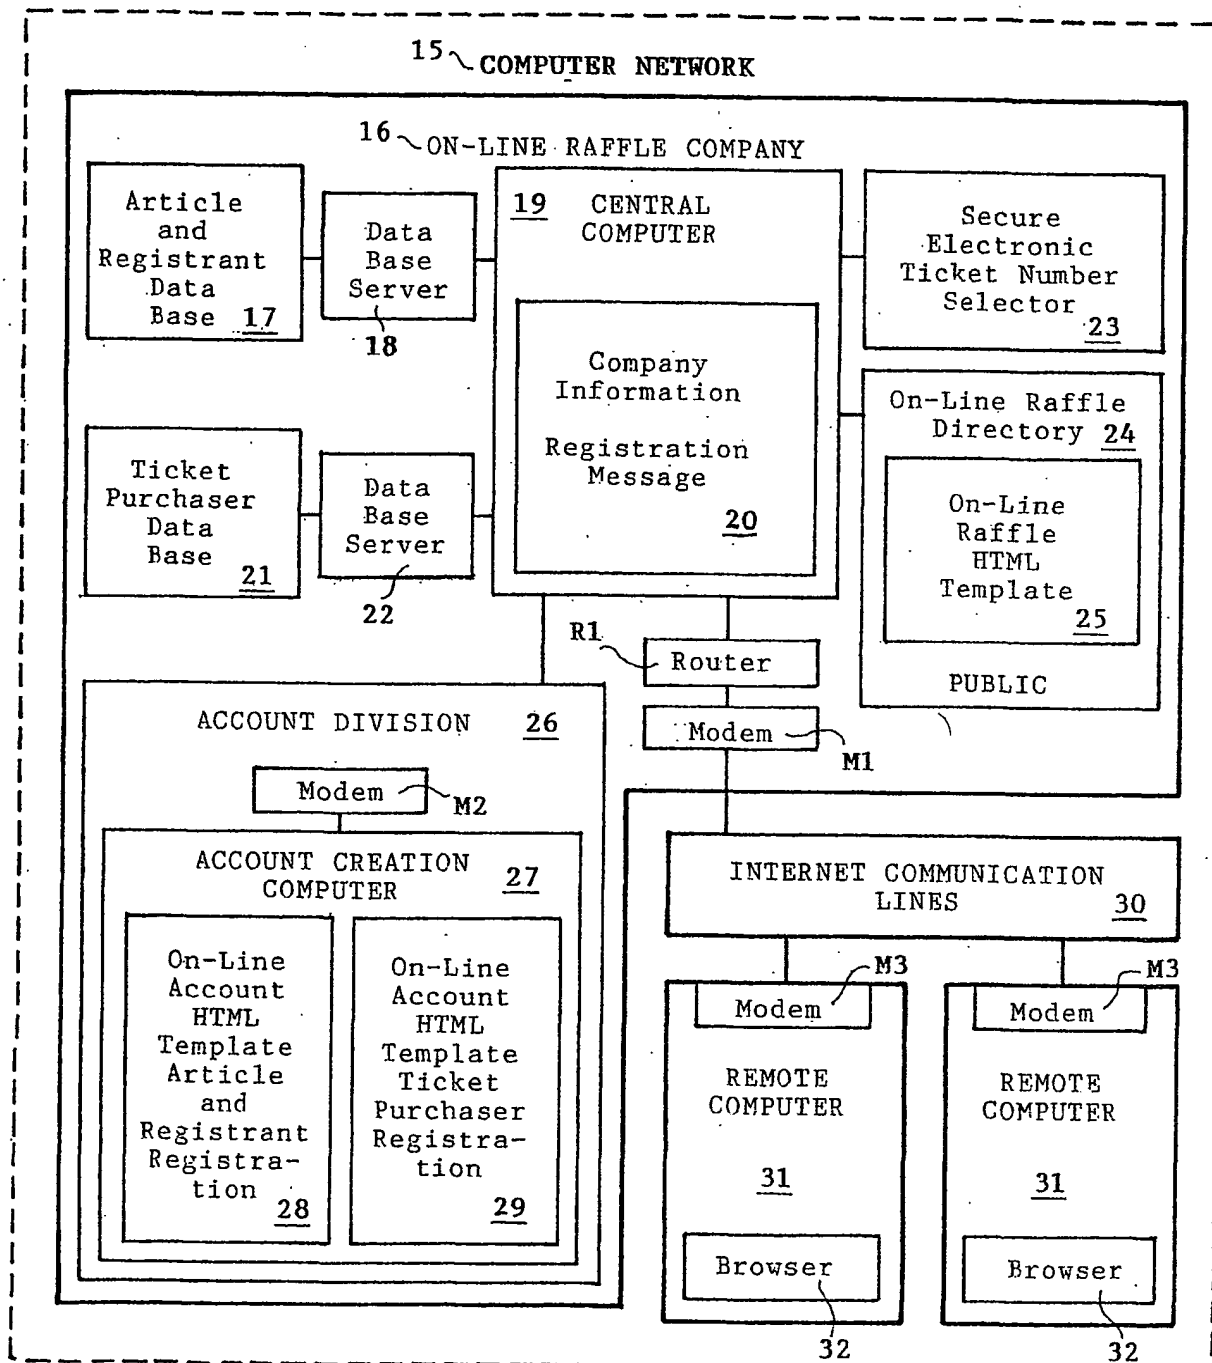 15 COMPUTER NETWORK
16 ON-LINE RAFFLE COMPANY
Article
and
Registrant
Data
Base 17
Data
Base
Server
18
19 CENTRAL
COMPUTER
Company
Information
Registration
Message
20
Secure
Electronic
Ticket Number
Selector
23
Ticket
Purchaser
Data
Base
21
Data
Base
Server
22
On-Line Raffle
Directory 24
On-Line
Raffle
HTML
Template
25
PUBLIC
R1
Router
Modem
M1
ACCOUNT DIVISION 26
Modem
M2
ACCOUNT CREATION
COMPUTER
27
On-Line
Account
HTML
Template
Article
and
Registrant
Registra-
tion
28
On-Line
Account
HTML
Template
Ticket
Purchaser
Registra-
tion
29
INTERNET COMMUNICATION
LINES
30
M3
Modem
REMOTE
COMPUTER
31
Browser
32
M3
Modem
REMOTE
COMPUTER
31
Browser
32